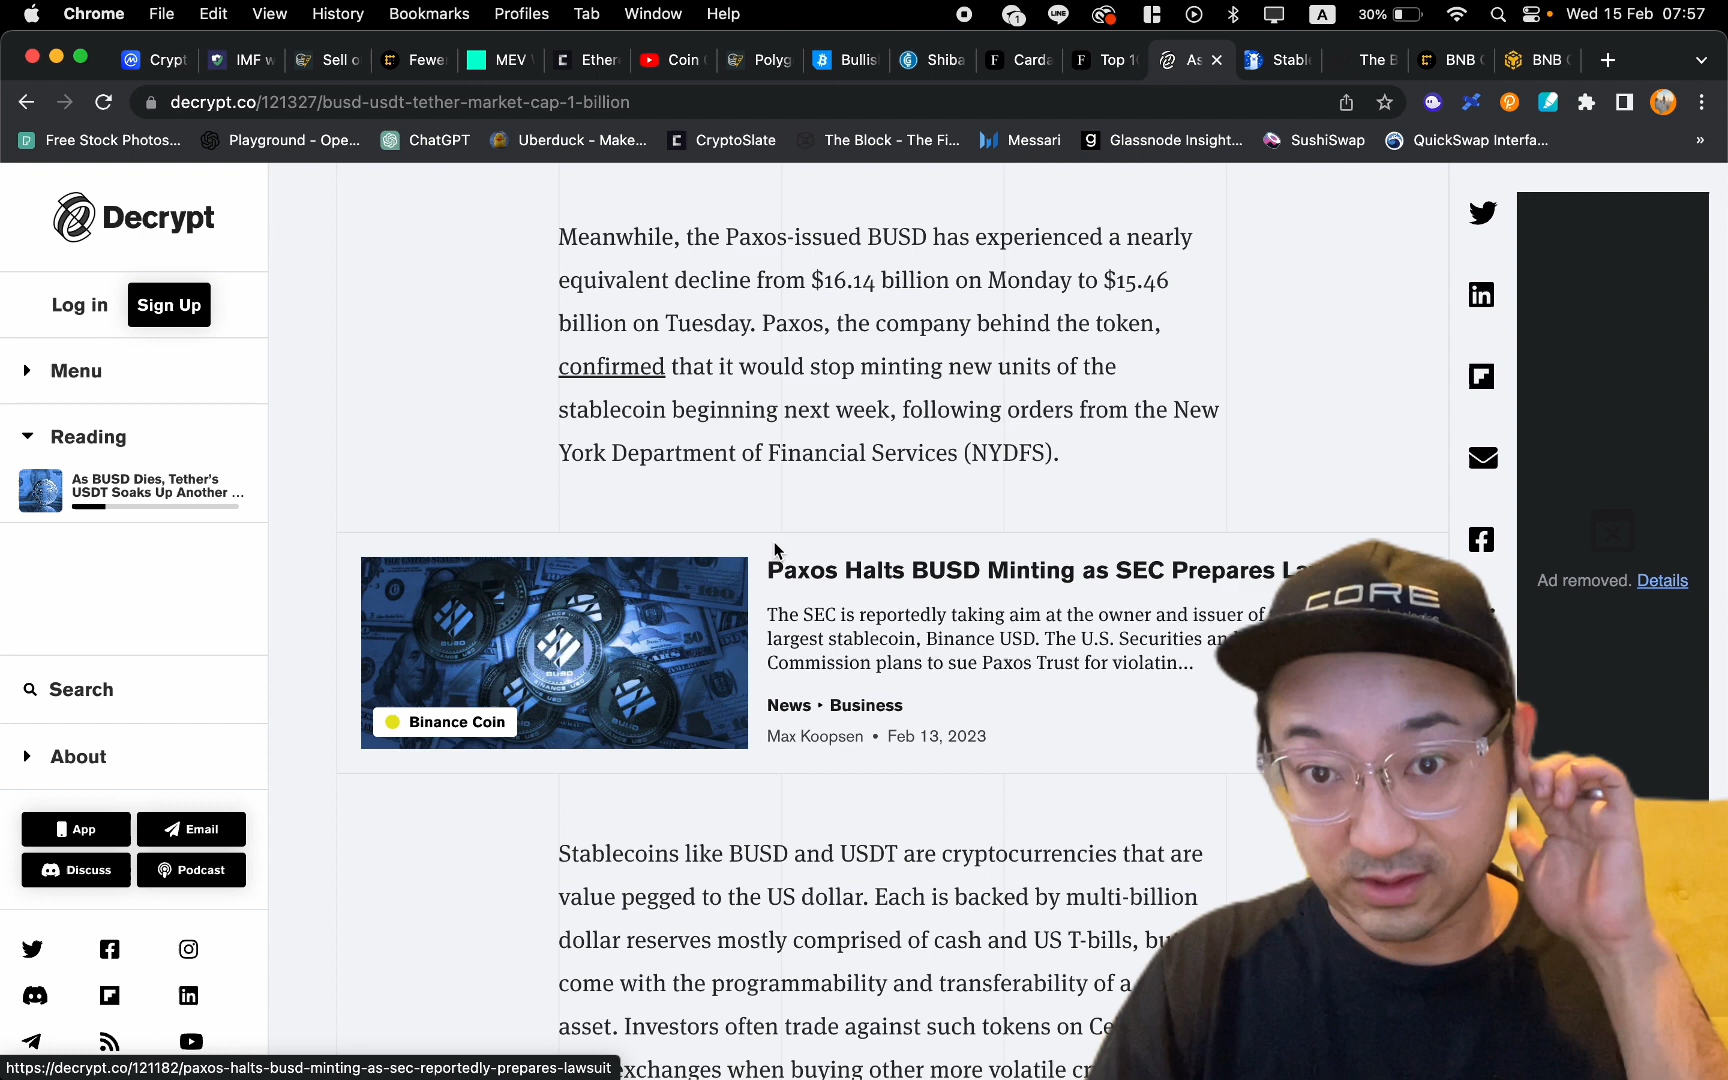 Chrome File Edit View History Bookmarks Profiles Tab Window Help
1 LINE A 30% Wed 15 Feb 07:57
Crypt IMF w Sell o Fewe MEV Ether Coin Polyg Bullis Shiba Carda Top 1 As Stabl The B BNB BNB
decrypt.co/121327/busd-usdt-tether-market-cap-1-billion
Free Stock Photos... Playground - Ope... ChatGPT Uberduck - Make... CryptoSlate The Block - The Fi... Messari Glassnode Insight... SushiSwap QuickSwap Interfa... »
Decrypt
Log in Sign Up
Menu
Reading
As BUSD Dies, Tether's
USDT Soaks Up Another ...
Search
About
App Email
Discuss Podcast
Meanwhile, the Paxos-issued BUSD has experienced a nearly
equivalent decline from $16.14 billion on Monday to $15.46
billion on Tuesday. Paxos, the company behind the token,
confirmed that it would stop minting new units of the
stablecoin beginning next week, following orders from the New
York Department of Financial Services (NYDFS).
Binance Coin
Paxos Halts BUSD Minting as SEC Prepares La
The SEC is reportedly taking aim at the owner and issuer of
largest stablecoin, Binance USD. The U.S. Securities an
Commission plans to sue Paxos Trust for violatin...
News ‣ Business
Max Koopsen • Feb 13, 2023
Stablecoins like BUSD and USDT are cryptocurrencies that are
value pegged to the US dollar. Each is backed by multi-billion
dollar reserves mostly comprised of cash and US T-bills, bu
come with the programmability and transferability of a
asset. Investors often trade against such tokens on Ce
exchanges when buying other more volatile cr
Ad removed. Details
CORE
https://decrypt.co/121182/paxos-halts-busd-minting-as-sec-reportedly-prepares-lawsuit